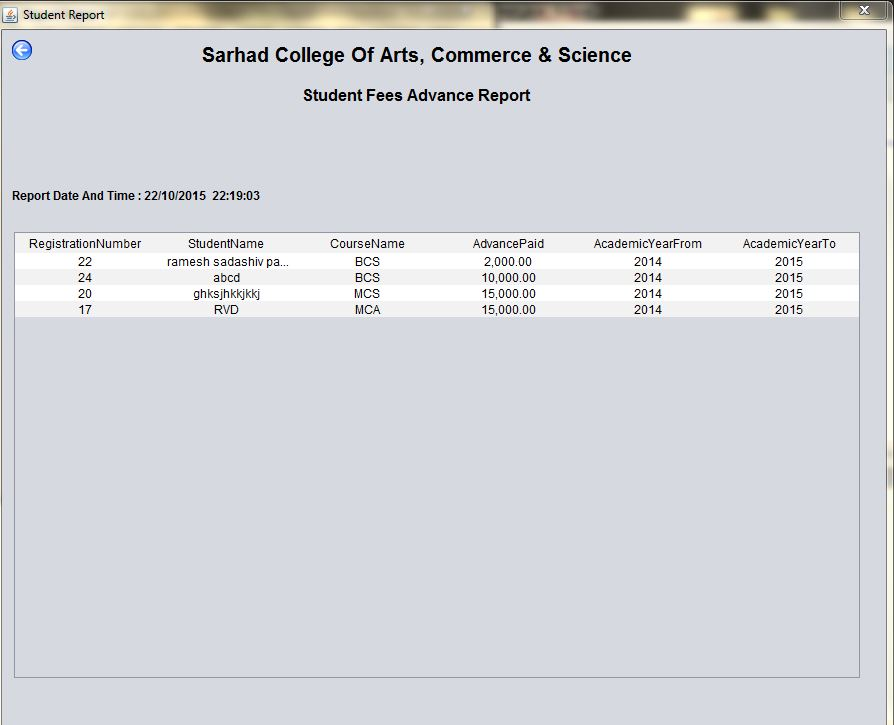 Student Report
Sarhad College Of Arts, Commerce & Science
Student Fees Advance Report
Report Date And Time : 22/10/2015 22:19:03
RegistrationNumber StudentName CourseName AdvancePaid AcademicYearFrom AcademicYearTo
22 ramesh sadashiv pa... BCS 2,000.00 2014 2015
24 abcd BCS 10,000.00 2014 2015
20 ghksjhkkjkkj MCS 15,000.00 2014 2015
17 RVD MCA 15,000.00 2014 2015